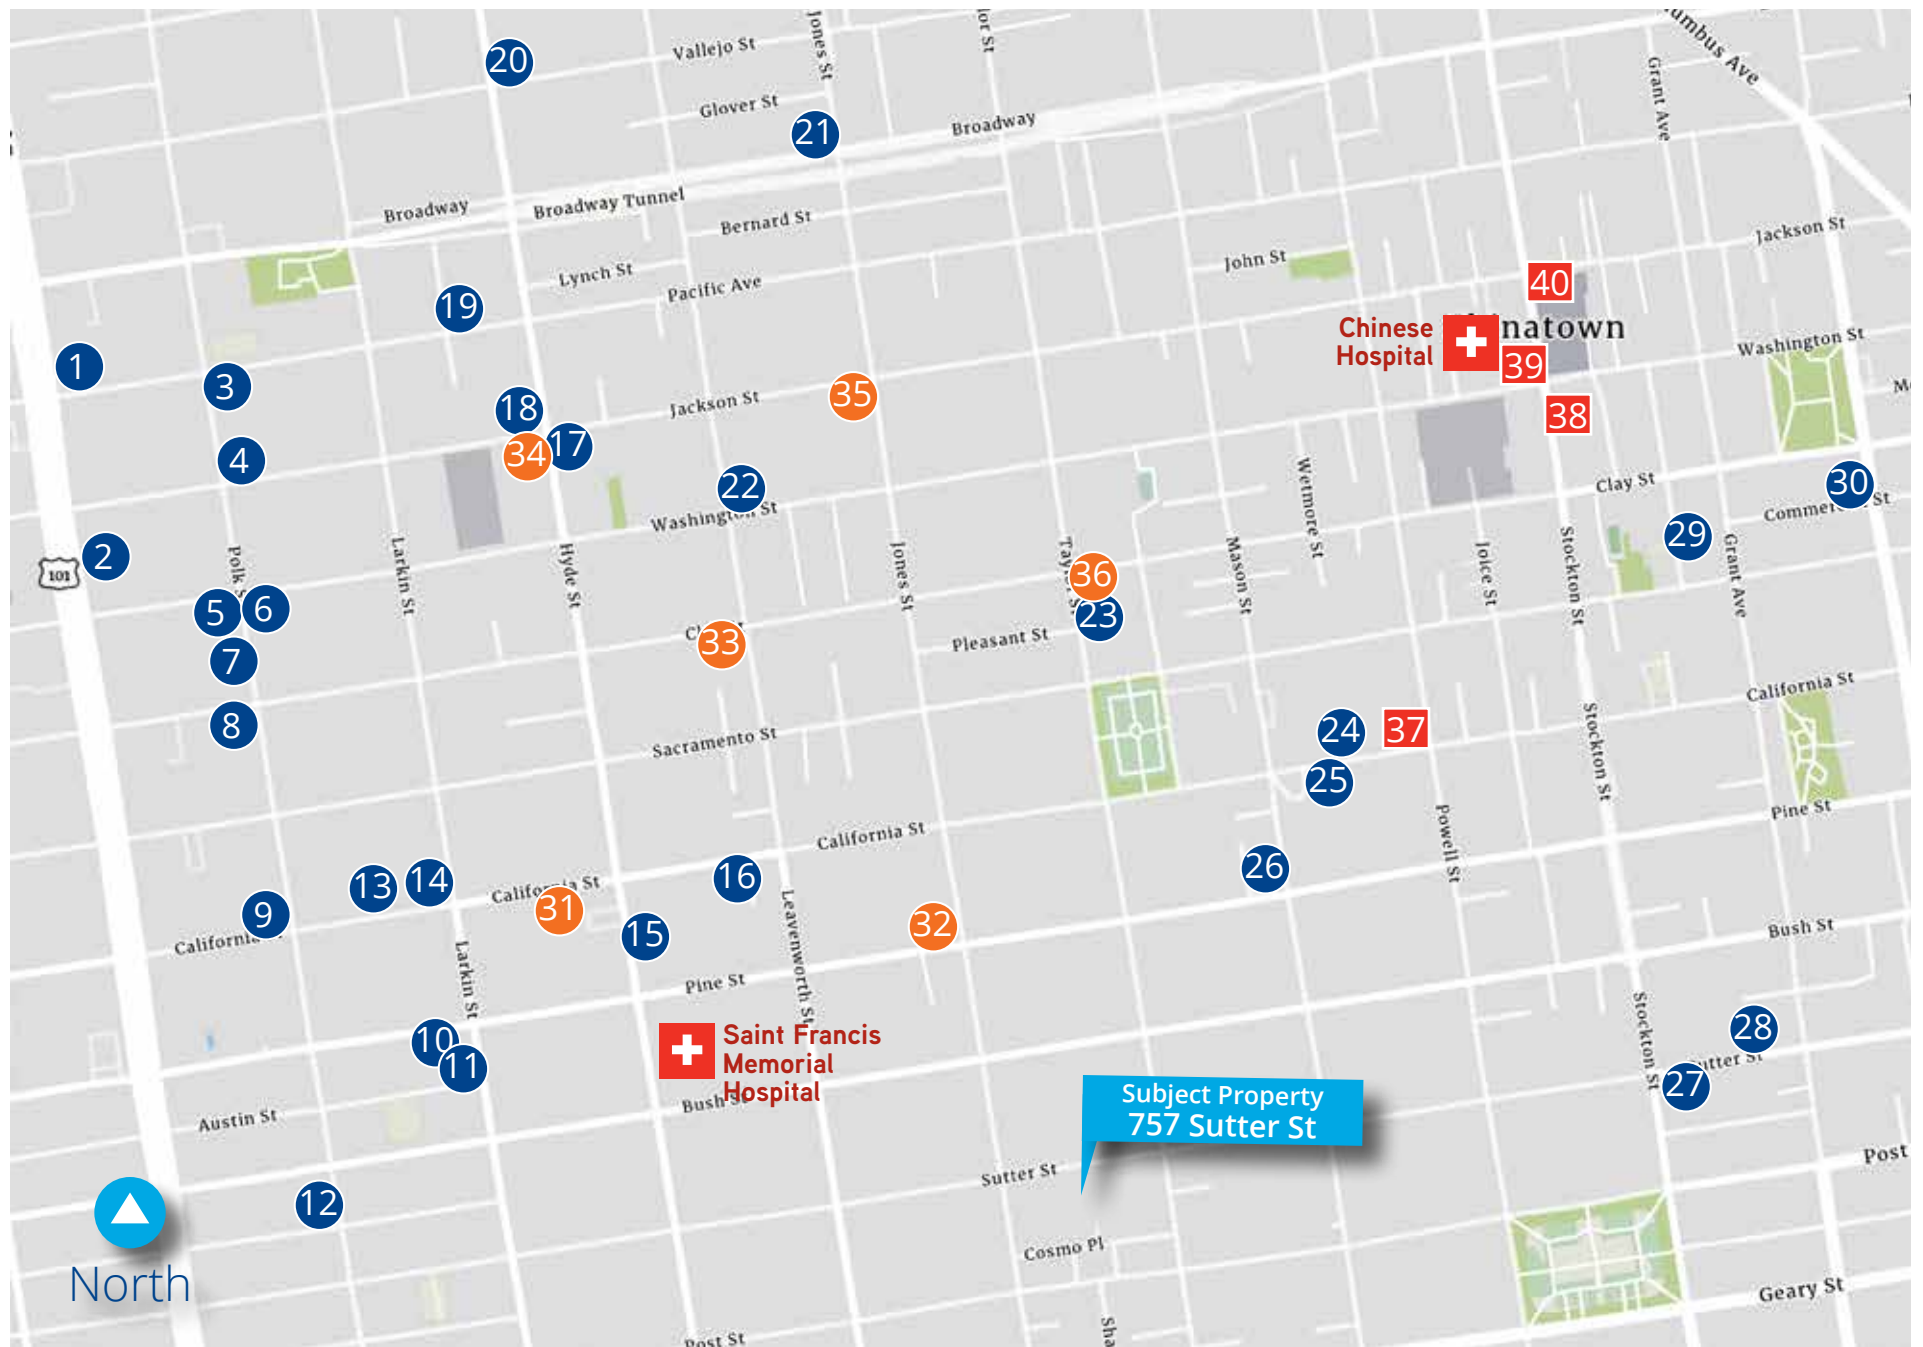 20
Vallejo St
Jones St
lor St
umbus Ave
Grant Ave
Glover St
21
Broadway
Broadway
Broadway Tunnel
Bernard St
Jackson St
John St
Lynch St
Pacific Ave
19
40
Chinese
Hospital
natown
Washington St
39
1
3
18
Jackson St
35
38
17
34
4
22
Washington St
Wetmore St
Clay St
30
Commer
St
29
2
101
Polk S
Larkin St
Hyde St
Jones St
Mason St
Joice St
Stockton St
Grant Ave
36
23
5
6
33
Pleasant St
7
8
Sacramento St
24
37
25
California St
Stockton St
Pine St
Powell St
California St
26
13
14
16
California St
31
9
California
15
32
Leavenworth St
Larkin St
Pine St
Bush St
Stockton St
10
11
Saint Francis
Memorial
Hospital
Bush St
28
utter St
27
Subject Property
757 Sutter St
Austin St
Sutter St
Post
12
North
Cosmo Pl
Geary St
Sha
Post St